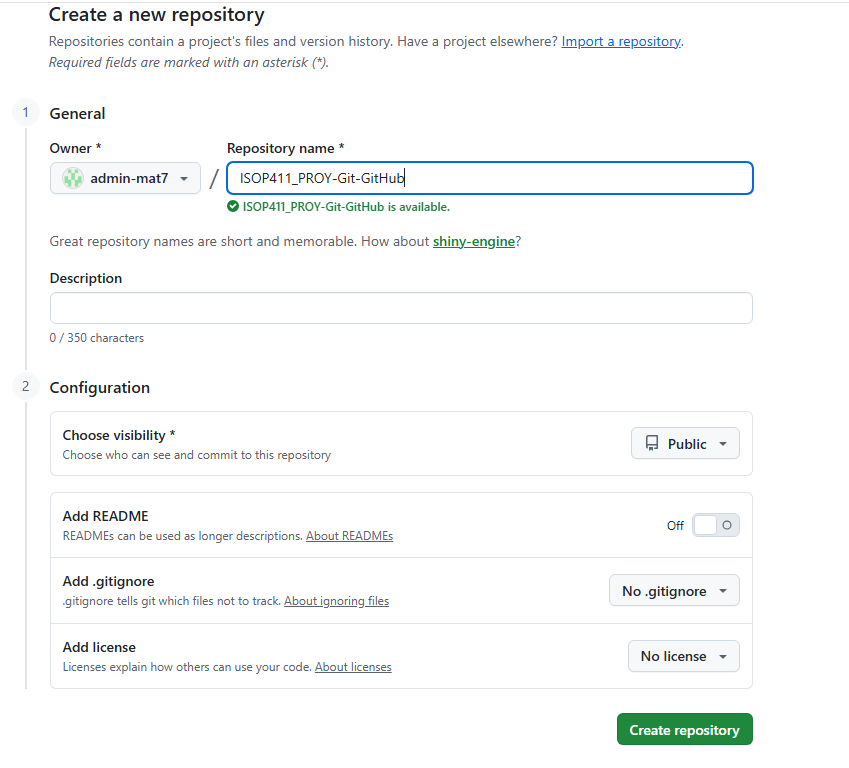 Create a new repository
Repositories contain a project's files and version history. Have a project elsewhere? Import a repository.
Required fields are marked with an asterisk (*).
1
General
Owner *
Repository name *
admin-mat7
/
ISOP411_PROY-Git-GitHub
ISOP411_PROY-Git-GitHub is available.
Great repository names are short and memorable. How about shiny-engine?
Description
0 / 350 characters
2
Configuration
Choose visibility *
Choose who can see and commit to this repository
Public
Add README
READMEs can be used as longer descriptions. About READMEs
Off
Add .gitignore
.gitignore tells git which files not to track. About ignoring files
No .gitignore
Add license
Licenses explain how others can use your code. About licenses
No license
Create repository